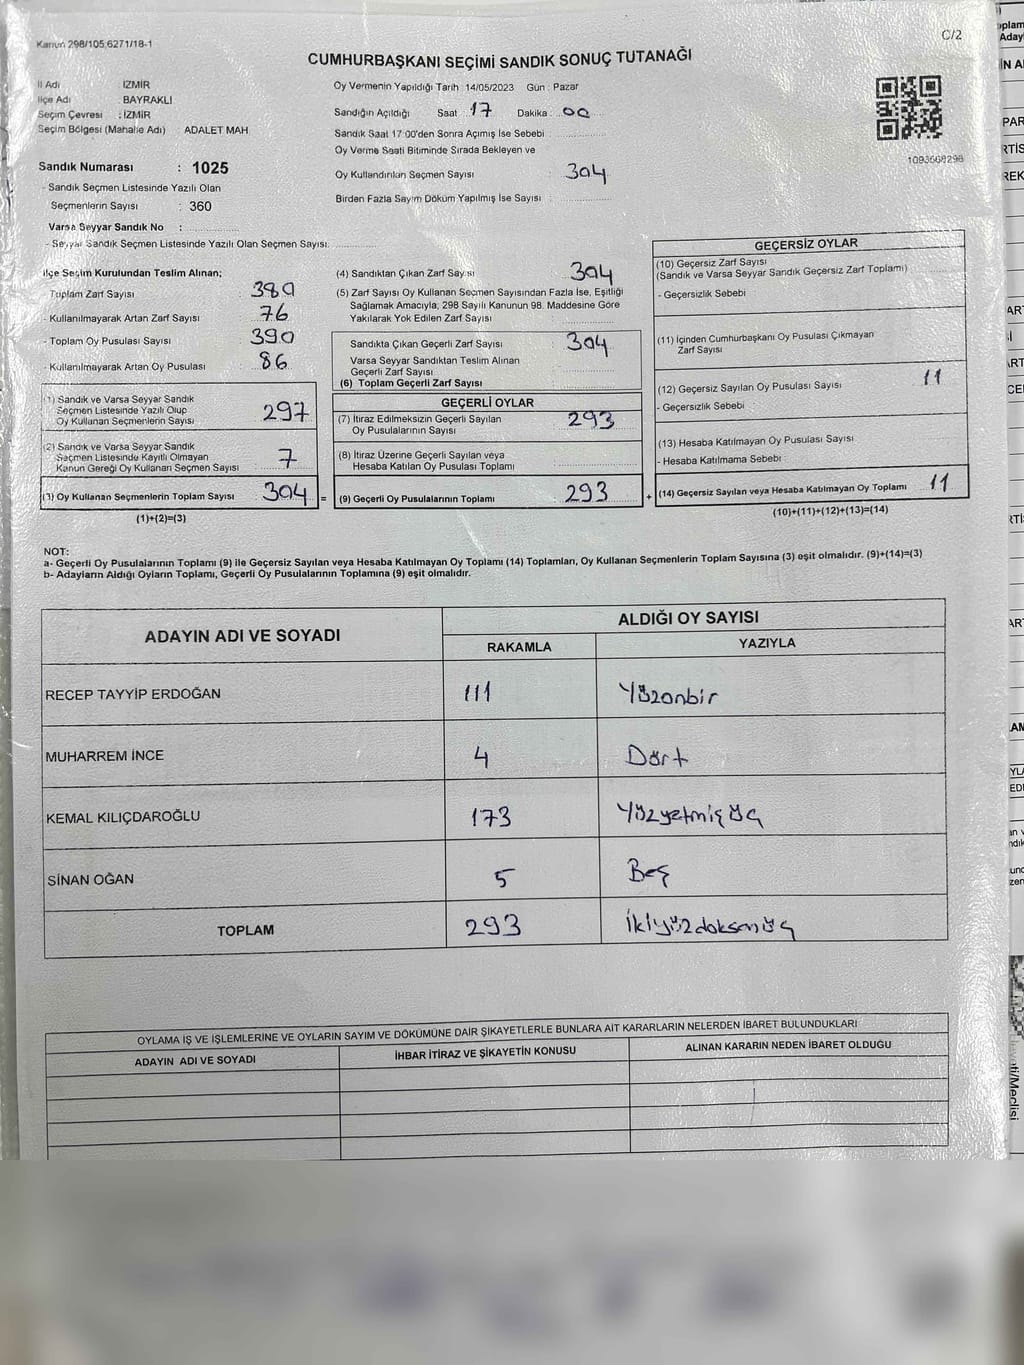 Kanun 298/105,6271/18-1
C/2
CUMHURBAŞKANI SEÇİMİ SANDIK SONUÇ TUTANAĞI
İl Adı İZMİR
İlçe Adı : BAYRAKLI
Seçim Çevresi : İZMİR
Seçim Bölgesi (Mahalle Adı) ADALET MAH.
Sandık Numarası : 1025
- Sandık Seçmen Listesinde Yazılı Olan
Seçmenlerin Sayısı : 360
Varsa Seyyar Sandık No :
- Seyyar Sandık Seçmen Listesinde Yazılı Olan Seçmen Sayısı:
Oy Vermenin Yapıldığı Tarih 14/05/2023 Gün : Pazar
Sandığın Açıldığı Saat : 17 Dakika : 00
Sandık Saat 17:00'den Sonra Açımış İse Sebebi :
Oy Verme Saati Bitiminde Sırada Bekleyen ve
Oy Kullandırılan Seçmen Sayısı : 304
Birden Fazla Sayım Döküm Yapılmış İse Sayısı :
1093668298
İlçe Seçim Kurulundan Teslim Alınan;
- Toplam Zarf Sayısı : 380
- Kullanılmayarak Artan Zarf Sayısı : 76
- Toplam Oy Pusulası Sayısı : 390
- Kullanılmayarak Artan Oy Pusulası : 86
(1) Sandık ve Varsa Seyyar Sandık
Seçmen Listesinde Yazılı Olup
Oy Kullanan Seçmenlerin Sayısı : 297
(2) Sandık ve Varsa Seyyar Sandık
Seçmen Listesinde Kayıtlı Olmayan
Kanun Gereği Oy Kullanan Seçmen Sayısı : 7
(3) Oy Kullanan Seçmenlerin Toplam Sayısı : 304 =
(1)+(2)=(3)
(4) Sandıktan Çıkan Zarf Sayısı : 304
(5) Zarf Sayısı Oy Kullanan Seçmen Sayısından Fazla İse, Eşitliği
Sağlamak Amacıyla, 298 Sayılı Kanunun 98. Maddesine Göre
Yakılarak Yok Edilen Zarf Sayısı :
Sandıkta Çıkan Geçerli Zarf Sayısı : 304
Varsa Seyyar Sandıktan Teslim Alınan
Geçerli Zarf Sayısı :
(6) Toplam Geçerli Zarf Sayısı
GEÇERLİ OYLAR
(7) İtiraz Edilmeksizin Geçerli Sayılan
Oy Pusulalarının Sayısı : 293
(8) İtiraz Üzerine Geçerli Sayılan veya
Hesaba Katılan Oy Pusulası Toplamı :
(9) Geçerli Oy Pusulalarının Toplamı : 293 +
GEÇERSİZ OYLAR
(10) Geçersiz Zarf Sayısı
(Sandık ve Varsa Seyyar Sandık Geçersiz Zarf Toplamı)
- Geçersizlik Sebebi
(11) İçinden Cumhurbaşkanı Oy Pusulası Çıkmayan
Zarf Sayısı
(12) Geçersiz Sayılan Oy Pusulası Sayısı 11
- Geçersizlik Sebebi
(13) Hesaba Katılmayan Oy Pusulası Sayısı
- Hesaba Katılmama Sebebi :
(14) Geçersiz Sayılan veya Hesaba Katılmayan Oy Toplamı 11
(10)+(11)+(12)+(13)=(14)
NOT:
a- Geçerli Oy Pusulalarının Toplamı (9) ile Geçersiz Sayılan veya Hesaba Katılmayan Oy Toplamı (14) Toplamları, Oy Kullanan Seçmenlerin Toplam Sayısına (3) eşit olmalıdır. (9)+(14)=(3)
b- Adayların Aldığı Oyların Toplamı, Geçerli Oy Pusulalarının Toplamına (9) eşit olmalıdır.
ADAYIN ADI VE SOYADI ALDIĞI OY SAYISI
RAKAMLA YAZIYLA
RECEP TAYYİP ERDOĞAN 111 Yüzonbir
MUHARREM İNCE 4 Dört
KEMAL KILIÇDAROĞLU 173 Yüzyetmişüç
SİNAN OĞAN 5 Beş
TOPLAM 293 İkiyüzdoksanüç
OYLAMA İŞ VE İŞLEMLERİNE VE OYLARIN SAYIM VE DÖKÜMÜNE DAİR ŞİKAYETLERLE BUNLARA AİT KARARLARIN NELERDEN İBARET BULUNDUKLARI
ADAYIN ADI VE SOYADI İHBAR İTİRAZ VE ŞİKAYETİN KONUSU ALINAN KARARIN NEDEN İBARET OLDUĞU